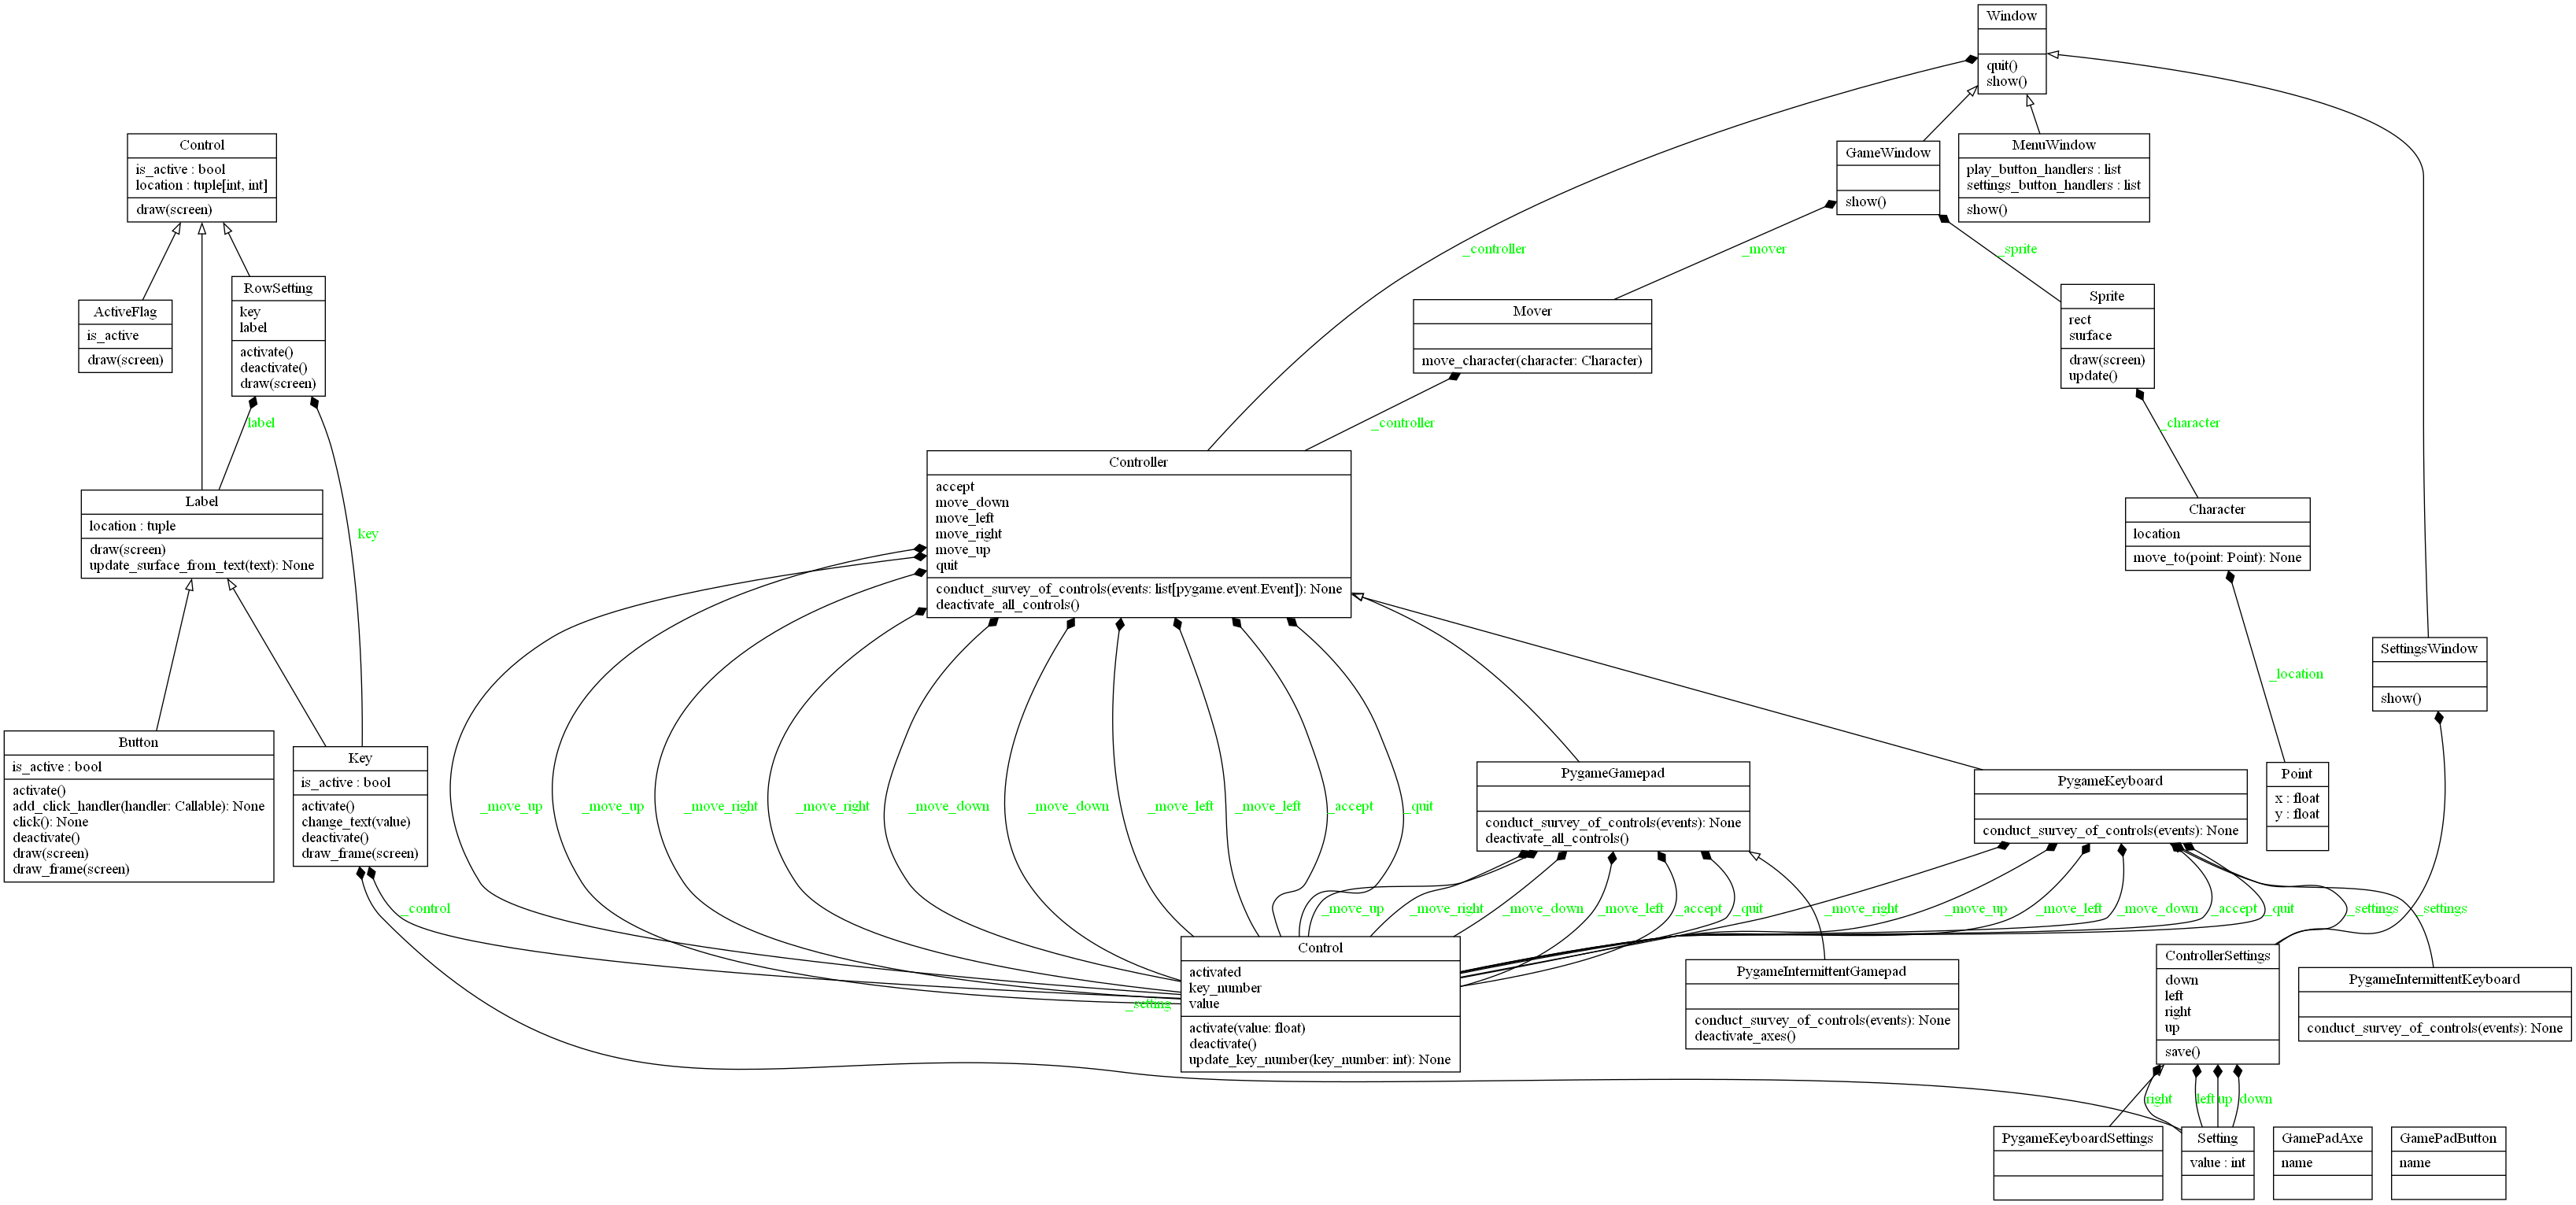 Window
quit()
show()
Control
is_active : bool
location : tuple[int, int]
draw(screen)
GameWindow
show()
MenuWindow
play_button_handlers : list
settings_button_handlers : list
show()
_controller
_mover
_sprite
ActiveFlag
is_active
draw(screen)
RowSetting
key
label
activate()
deactivate()
draw(screen)
Mover
move_character(character: Character)
Sprite
rect
surface
draw(screen)
update()
label
_controller
_character
key
Label
location : tuple
draw(screen)
update_surface_from_text(text): None
Controller
accept
move_down
move_left
move_right
move_up
quit
conduct_survey_of_controls(events: list[pygame.event.Event]): None
deactivate_all_controls()
Character
location
move_to(point: Point): None
_location
SettingsWindow
show()
Button
is_active : bool
activate()
add_click_handler(handler: Callable): None
click(): None
deactivate()
draw(screen)
draw_frame(screen)
Key
is_active : bool
activate()
change_text(value)
deactivate()
draw_frame(screen)
_move_up
_move_up
_move_right
_move_right
_move_down
_move_down
_move_left
_move_left
_accept
_quit
PygameGamepad
conduct_survey_of_controls(events): None
deactivate_all_controls()
PygameKeyboard
conduct_survey_of_controls(events): None
Point
x : float
y : float
_control
_move_up
_move_right
_move_down
_move_left
_accept
_quit
_move_right
_move_up
_move_left
_move_down
_accept
_quit
_settings
_settings
_setting
Control
activated
key_number
value
activate(value: float)
deactivate()
update_key_number(key_number: int): None
PygameIntermittentGamepad
conduct_survey_of_controls(events): None
deactivate_axes()
ControllerSettings
down
left
right
up
save()
PygameIntermittentKeyboard
conduct_survey_of_controls(events): None
right
left
up
down
PygameKeyboardSettings
Setting
value : int
GamePadAxe
name
GamePadButton
name